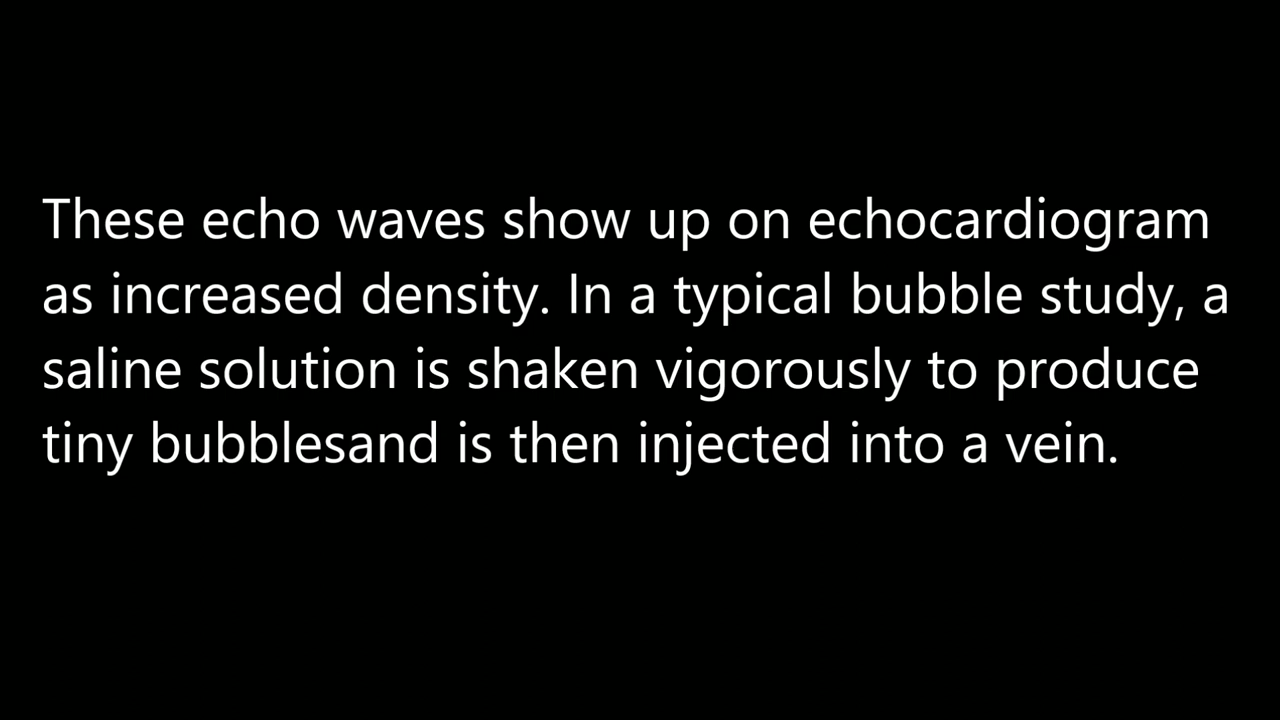 These echo waves show up on echocardiogram
as increased density. In a typical bubble study, a
saline solution is shaken vigorously to produce
tiny bubblesand is then injected into a vein.